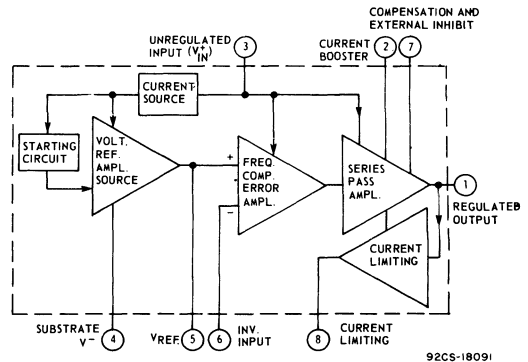 COMPENSATION AND
EXTERNAL INHIBIT
UNREGULATED
INPUT (V+IN)
3
CURRENT
BOOSTER
2
7
CURRENT
SOURCE
STARTING
CIRCUIT
VOLT.
REF.
AMPL.
SOURCE
+
-
FREQ.
COMP.
ERROR
AMPL.
SERIES
PASS
AMPL.
1
REGULATED
OUTPUT
CURRENT
LIMITING
SUBSTRATE
V-
4
VREF.
5
6
INV.
INPUT
8
CURRENT
LIMITING
92CS-18091